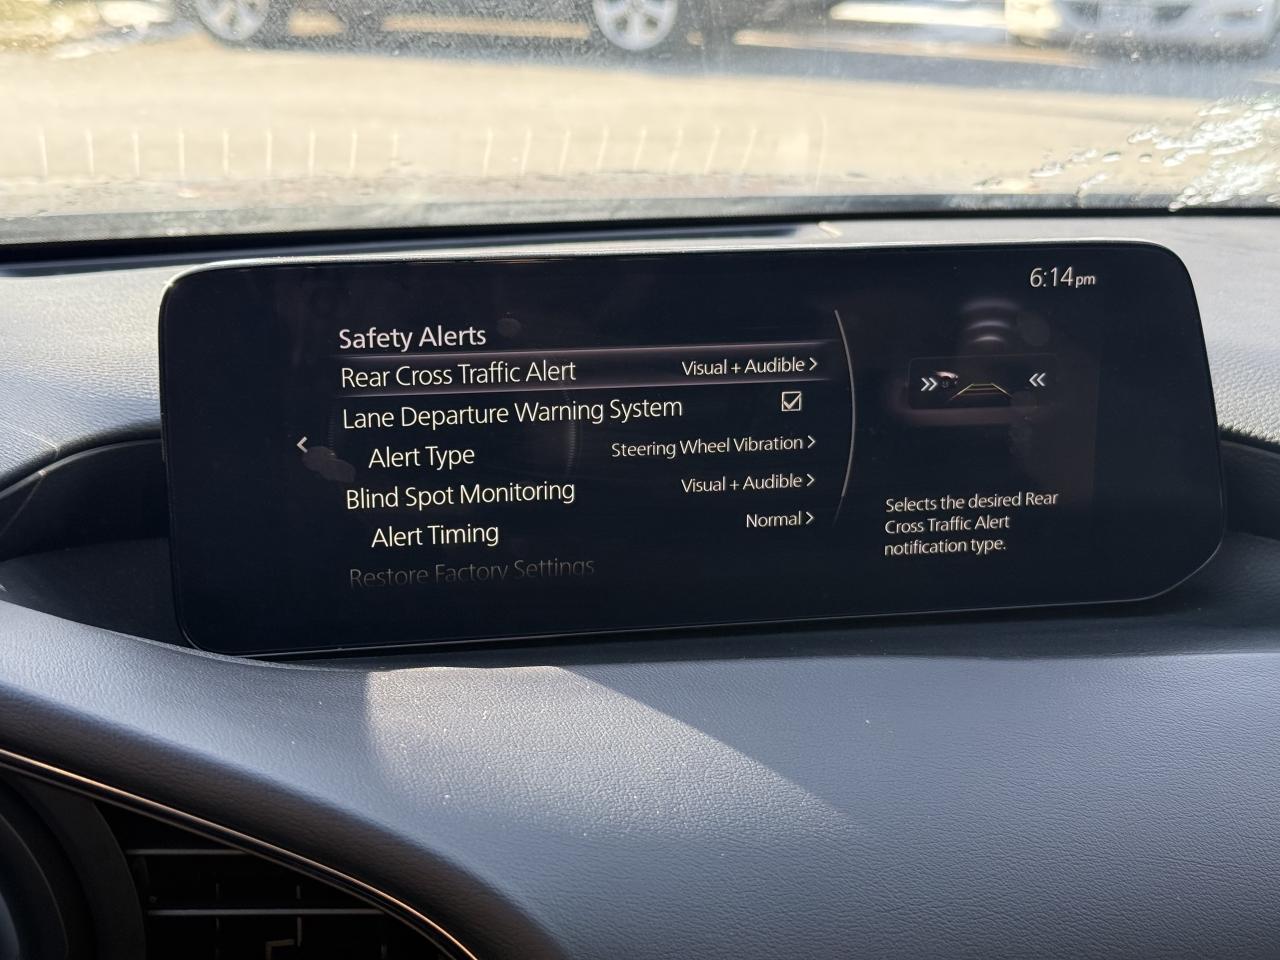 6:14pm
Safety Alerts
Rear Cross Traffic Alert Visual + Audible >
Lane Departure Warning System
Alert Type Steering Wheel Vibration >
Blind Spot Monitoring Visual + Audible >
Alert Timing Normal >
Restore Factory Settings
Selects the desired Rear
Cross Traffic Alert
notification type.